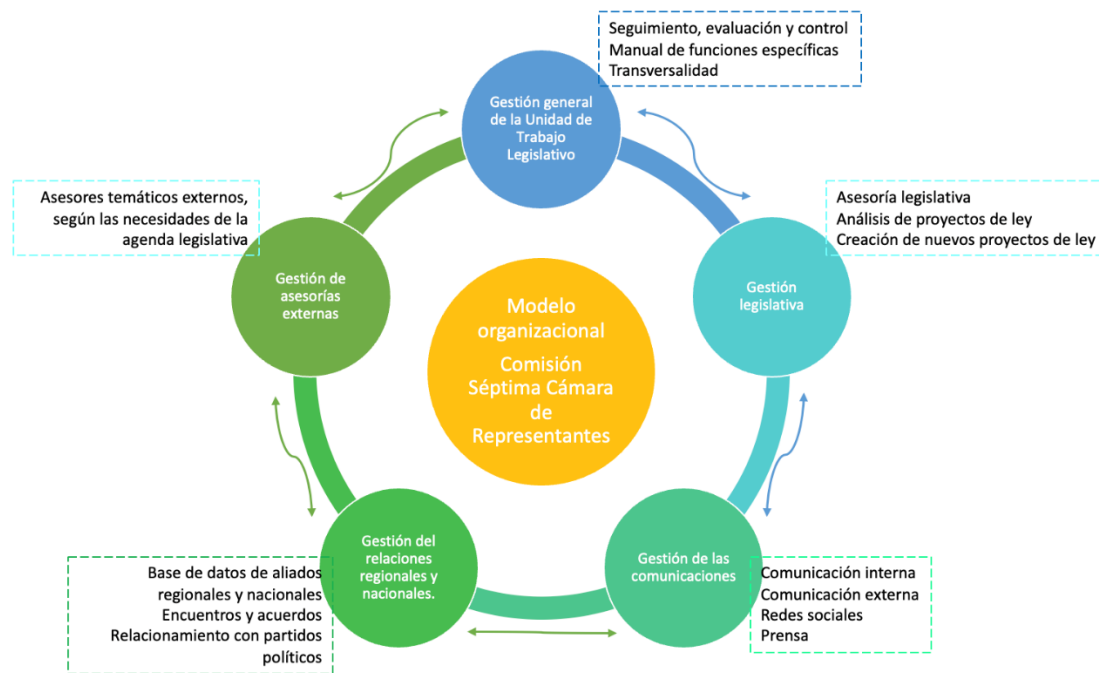 Seguimiento, evaluación y control
Manual de funciones específicas
Transversalidad
Gestión general
de la Unidad de
Trabajo
Legislativo
Asesores temáticos externos,
según las necesidades de la
agenda legislativa
Asesoría legislativa
Análisis de proyectos de ley
Creación de nuevos proyectos de ley
Gestión de
asesorías
externas
Gestión
legislativa
Modelo
organizacional
Comisión
Séptima Cámara
de
Representantes
Gestión del
relaciones
regionales y
nacionales.
Gestión de las
comunicaciones
Base de datos de aliados
regionales y nacionales
Encuentros y acuerdos
Relacionamiento con partidos
políticos
Comunicación interna
Comunicación externa
Redes sociales
Prensa